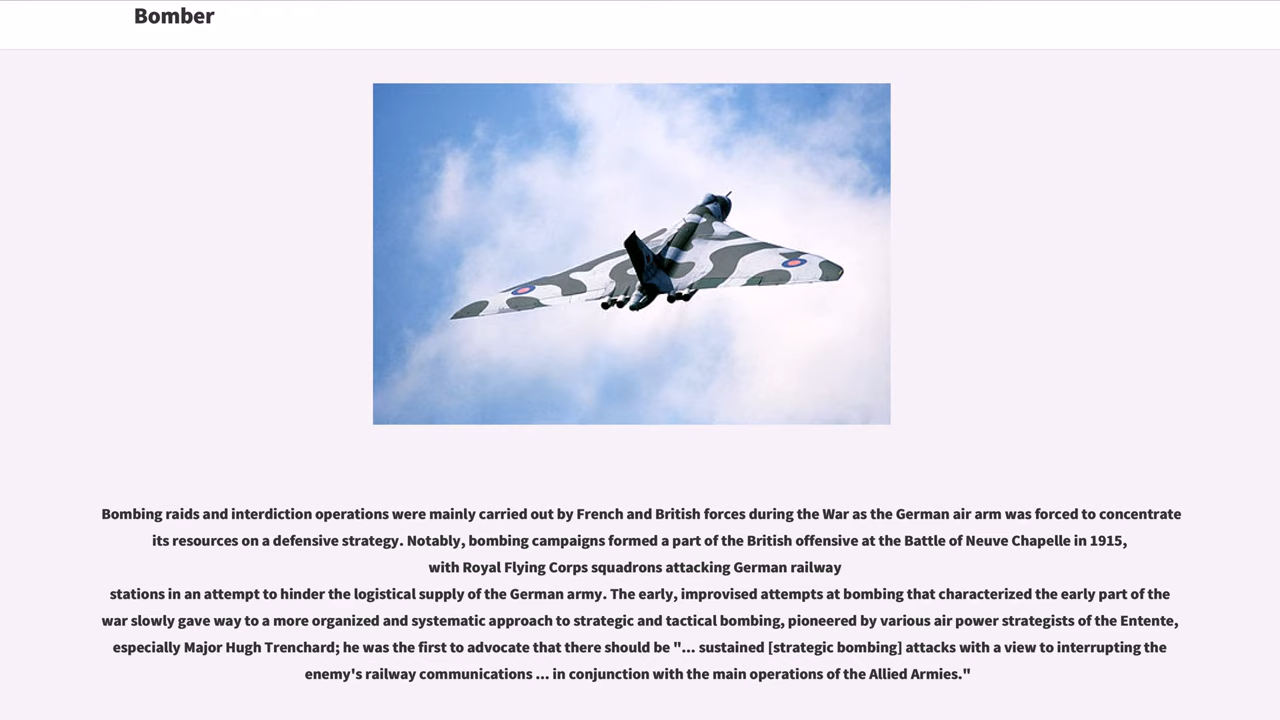 Bomber
Bombing raids and interdiction operations were mainly carried out by French and British forces during the War as the German air arm was forced to concentrate
its resources on a defensive strategy. Notably, bombing campaigns formed a part of the British offensive at the Battle of Neuve Chapelle in 1915,
with Royal Flying Corps squadrons attacking German railway
stations in an attempt to hinder the logistical supply of the German army. The early, improvised attempts at bombing that characterized the early part of the
war slowly gave way to a more organized and systematic approach to strategic and tactical bombing, pioneered by various air power strategists of the Entente,
especially Major Hugh Trenchard; he was the first to advocate that there should be "... sustained [strategic bombing] attacks with a view to interrupting the
enemy's railway communications ... in conjunction with the main operations of the Allied Armies."